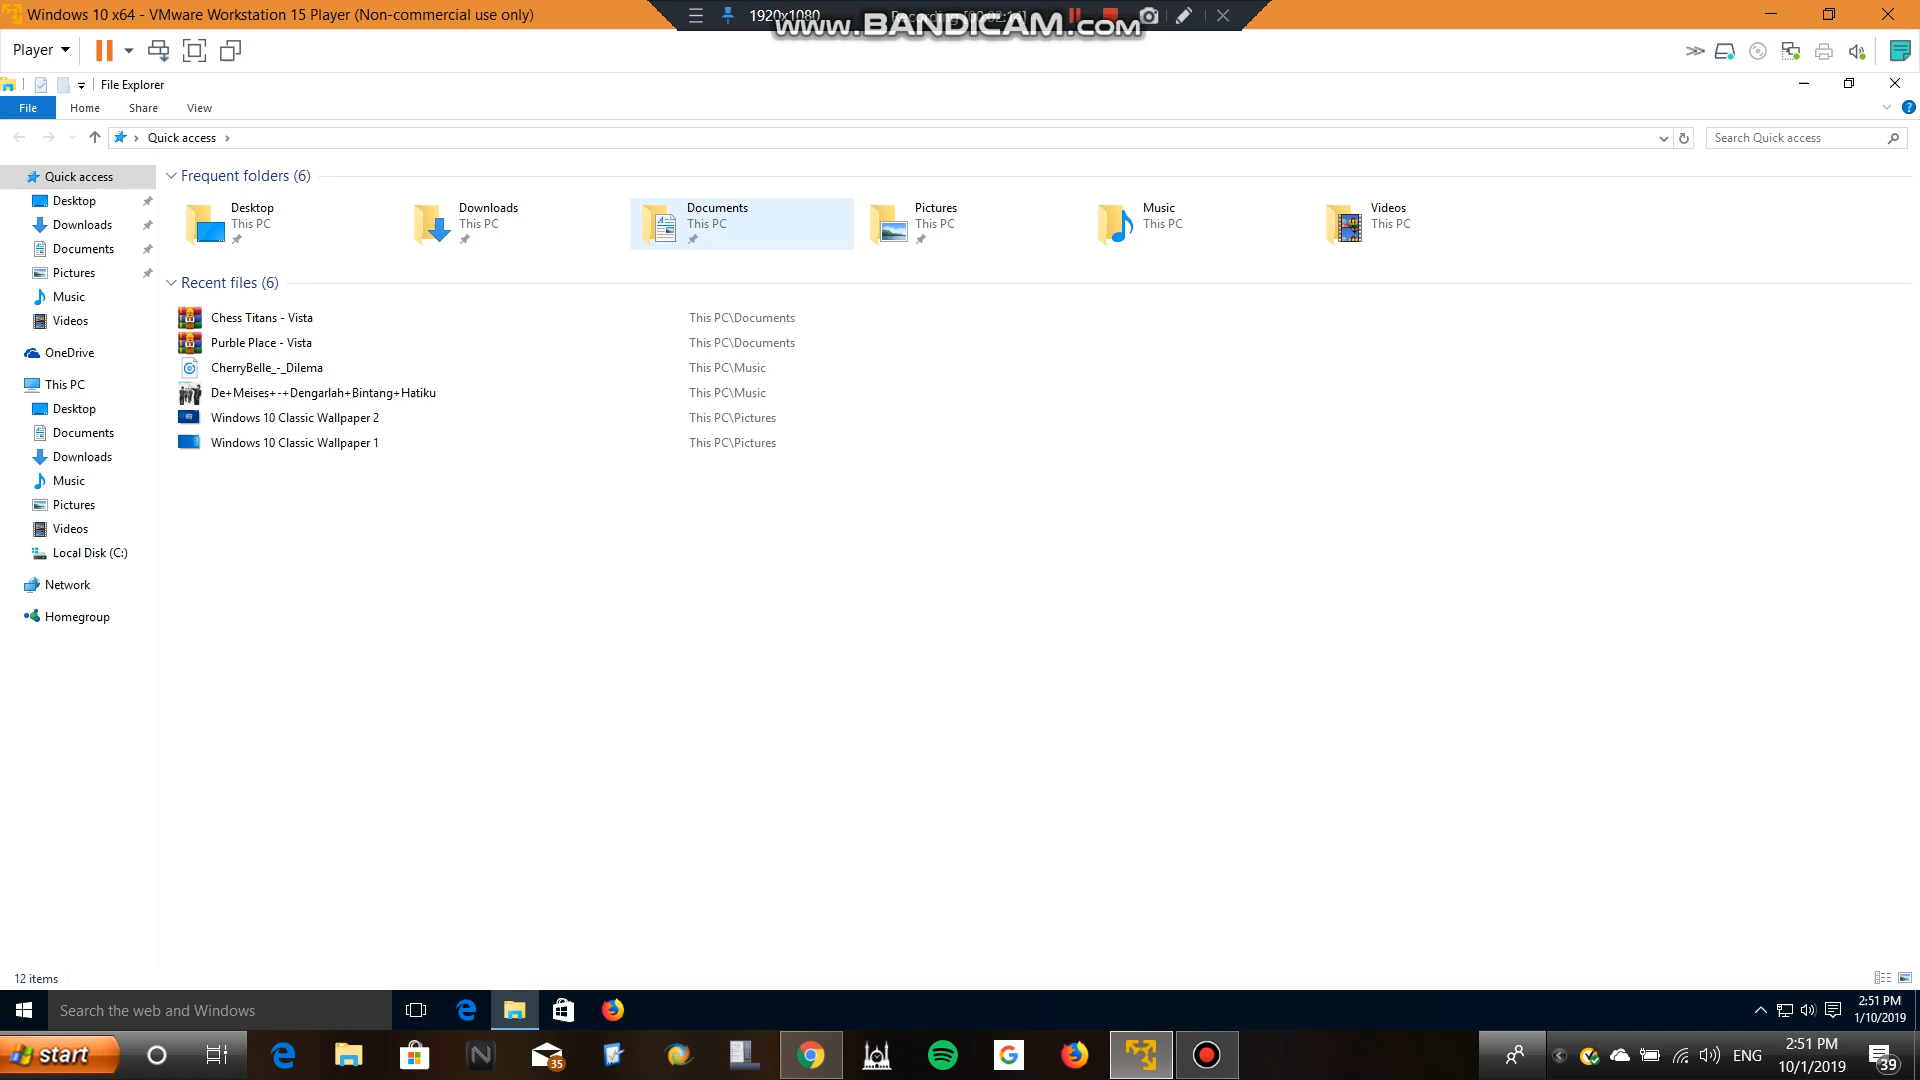 Windows 10 x64 - VMware Workstation 15 Player (Non-commercial use only)
1920x1080
www.BANDICAM.com
Player
File Explorer
File Home Share View
Quick access
Search Quick access
Quick access
Desktop
Downloads
Documents
Pictures
Music
Videos
OneDrive
This PC
Desktop
Documents
Downloads
Music
Pictures
Videos
Local Disk (C:)
Network
Homegroup
Frequent folders (6)
Desktop
This PC
Downloads
This PC
Documents
This PC
Pictures
This PC
Music
This PC
Videos
This PC
Recent files (6)
Chess Titans - Vista This PC\Documents
Purble Place - Vista This PC\Documents
CherryBelle_-_Dilema This PC\Music
De+Meises+-+Dengarlah+Bintang+Hatiku This PC\Music
Windows 10 Classic Wallpaper 2 This PC\Pictures
Windows 10 Classic Wallpaper 1 This PC\Pictures
12 items
Search the web and Windows
2:51 PM
1/10/2019
start
35
ENG
2:51 PM
10/1/2019
39